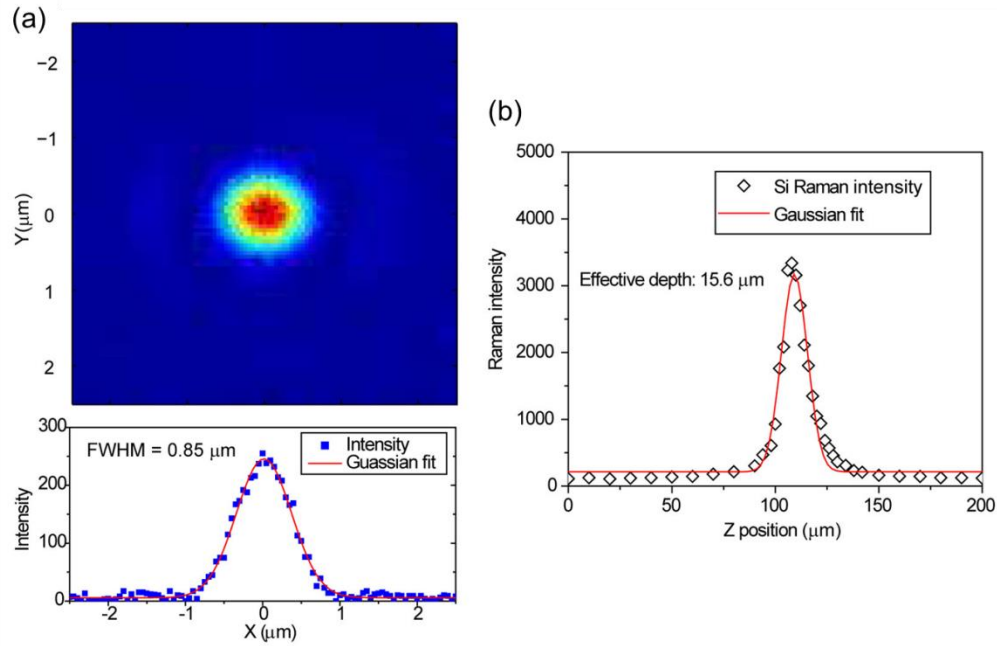 (a)
−2
−1
0
1
2
Y(μm)
300
200
100
0
Intensity
FWHM = 0.85 μm
Intensity
Guassian fit
-2
-1
0
1
2
X (μm)
(b)
5000
4000
3000
2000
1000
0
Raman intensity
Si Raman intensity
Gaussian fit
Effective depth: 15.6 μm
0
50
100
150
200
Z position (μm)